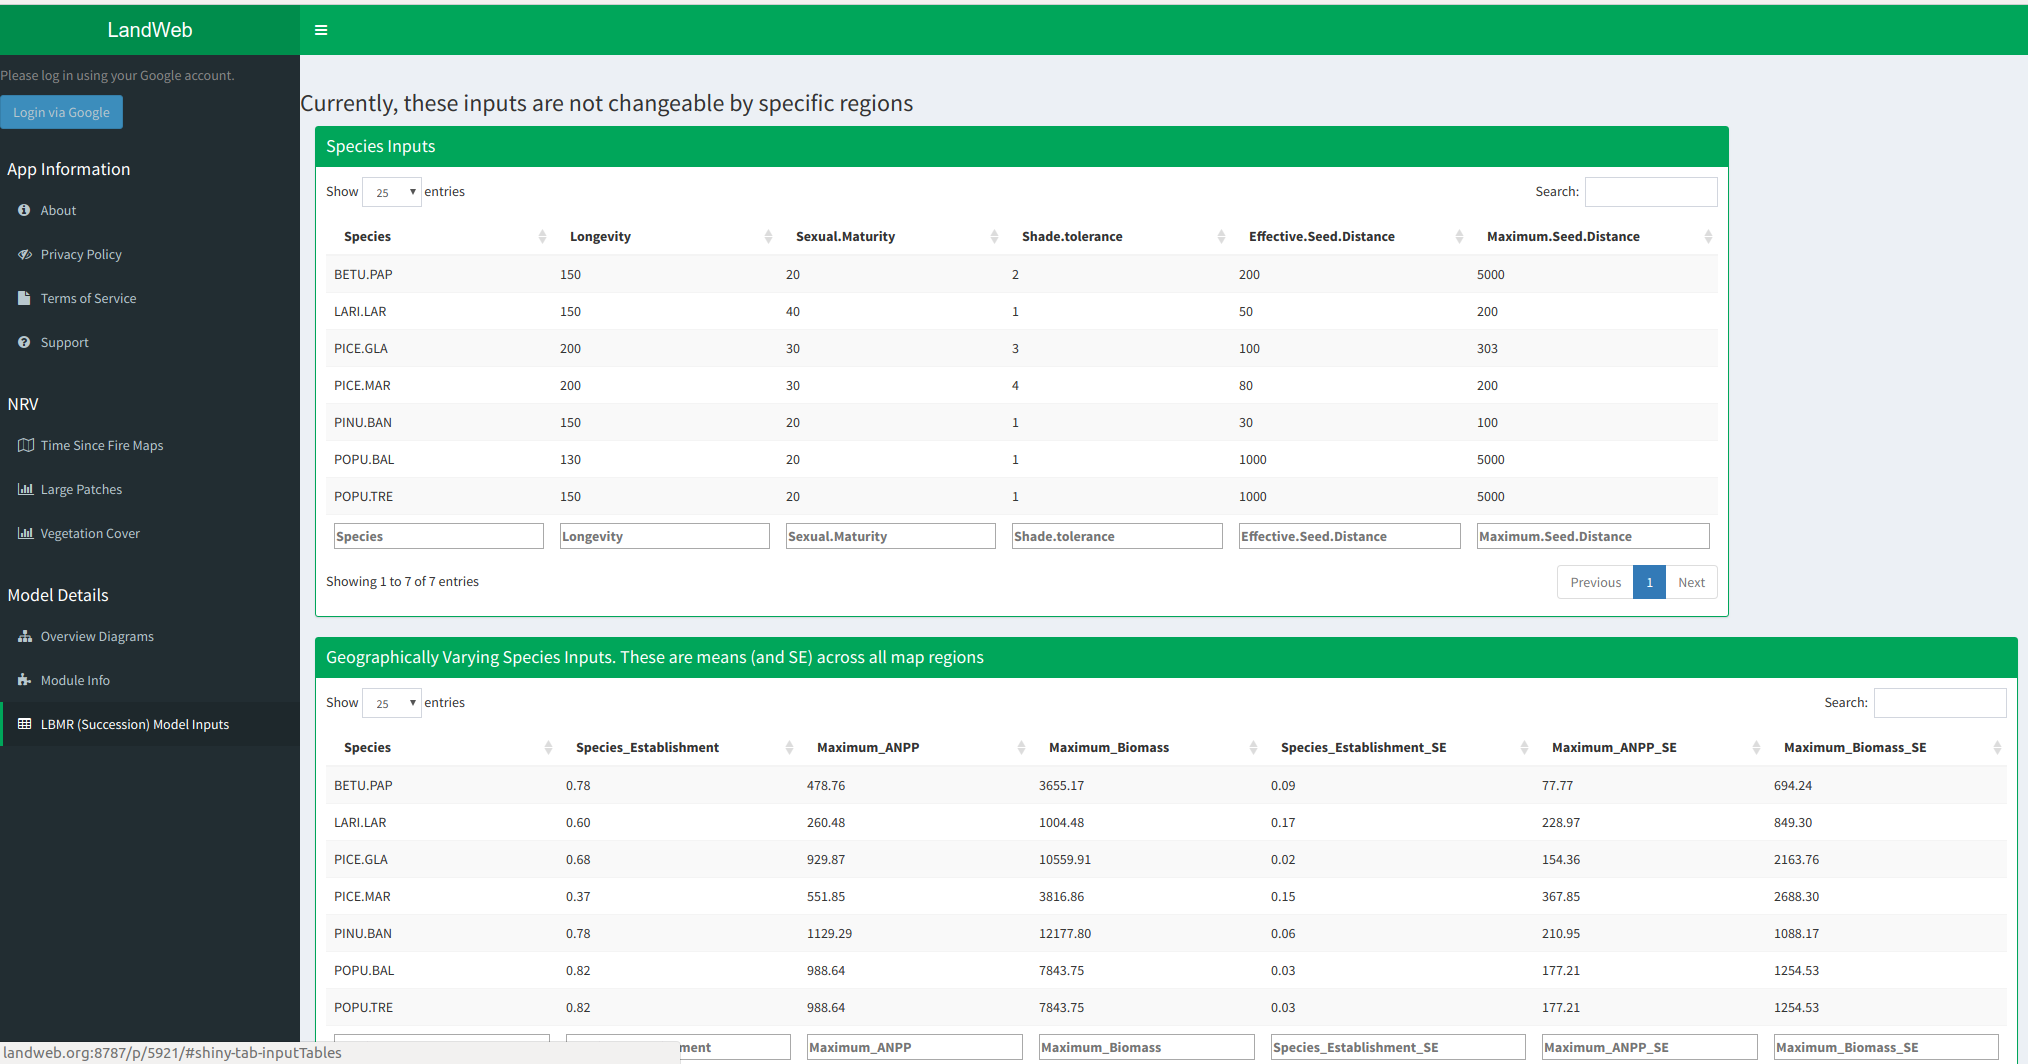 LandWeb
Please log in using your Google account.
Login via Google
App Information
About
Privacy Policy
Terms of Service
Support
NRV
Time Since Fire Maps
Large Patches
Vegetation Cover
Model Details
Overview Diagrams
Module Info
LBMR (Succession) Model Inputs
Currently, these inputs are not changeable by specific regions
Species Inputs
Show 25 entries Search:
Species Longevity Sexual.Maturity Shade.tolerance Effective.Seed.Distance Maximum.Seed.Distance
BETU.PAP 150 20 2 200 5000
LARI.LAR 150 40 1 50 200
PICE.GLA 200 30 3 100 303
PICE.MAR 200 30 4 80 200
PINU.BAN 150 20 1 30 100
POPU.BAL 130 20 1 1000 5000
POPU.TRE 150 20 1 1000 5000
Species Longevity Sexual.Maturity Shade.tolerance Effective.Seed.Distance Maximum.Seed.Distance
Showing 1 to 7 of 7 entries Previous 1 Next
Geographically Varying Species Inputs. These are means (and SE) across all map regions
Show 25 entries Search:
Species Species_Establishment Maximum_ANPP Maximum_Biomass Species_Establishment_SE Maximum_ANPP_SE Maximum_Biomass_SE
BETU.PAP 0.78 478.76 3655.17 0.09 77.77 694.24
LARI.LAR 0.60 260.48 1004.48 0.17 228.97 849.30
PICE.GLA 0.68 929.87 10559.91 0.02 154.36 2163.76
PICE.MAR 0.37 551.85 3816.86 0.15 367.85 2688.30
PINU.BAN 0.78 1129.29 12177.80 0.06 210.95 1088.17
POPU.BAL 0.82 988.64 7843.75 0.03 177.21 1254.53
POPU.TRE 0.82 988.64 7843.75 0.03 177.21 1254.53
ment Maximum_ANPP Maximum_Biomass Species_Establishment_SE Maximum_ANPP_SE Maximum_Biomass_SE
landweb.org:8787/p/5921/#shiny-tab-inputTables